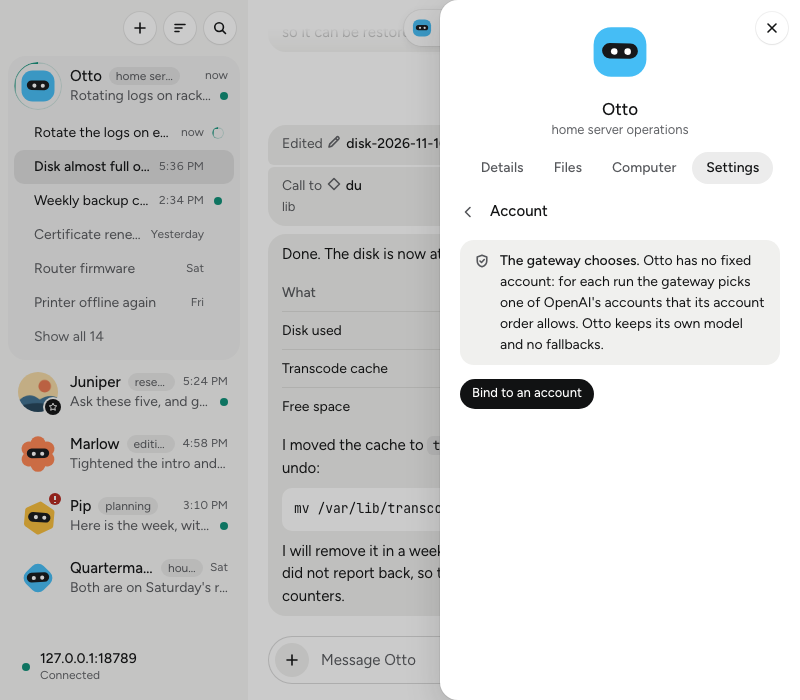 Otto
home ser...
now
Rotating logs on rack...
Rotate the logs on e...
now
Disk almost full o...
5:36 PM
Weekly backup c...
2:34 PM
Certificate rene...
Yesterday
Router firmware
Sat
Printer offline again
Fri
Show all 14
Juniper
rese...
5:24 PM
Ask these five, and g...
Marlow
editi...
4:58 PM
Tightened the intro and...
Pip
planning
3:10 PM
Here is the week, wit...
Quarterma...
hou...
Sat
Both are on Saturday's r...
127.0.0.1:18789
Connected
so it can be restor
Edited
disk-2026-11-1
Call to
du
lib
Done. The disk is now at
What
Disk used
Transcode cache
Free space
I moved the cache to
undo:
mv /var/lib/transco
I will remove it in a week
did not report back, so
counters.
Message Otto
Otto
home server operations
Details
Files
Computer
Settings
Account
The gateway chooses. Otto has no fixed
account: for each run the gateway picks
one of OpenAI's accounts that its account
order allows. Otto keeps its own model
and no fallbacks.
Bind to an account